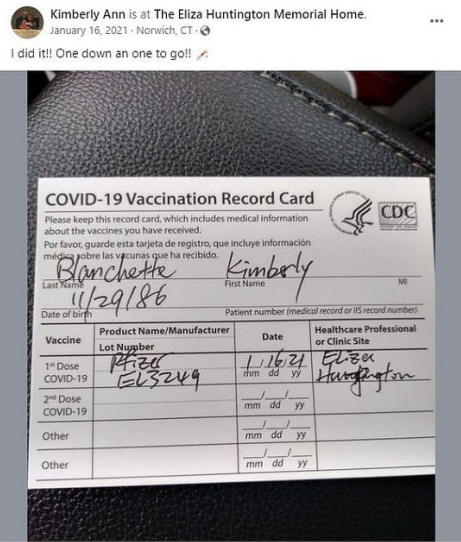 Kimberly Ann is at The Eliza Huntington Memorial Home.
January 16, 2021 · Norwich, CT ·
I did it!! One down an one to go!!
COVID-19 Vaccination Record Card
CDC
Please keep this record card, which includes medical information
about the vaccines you have received.
Por favor, guarde esta tarjeta de registro, que incluye información
médica sobre las vacunas que ha recibido.
Blanchette Kimberly
Last Name First Name MI
11/29/86
Date of birth Patient number (medical record or IIS record number)
Vaccine Product Name/Manufacturer Date Healthcare Professional
Lot Number or Clinic Site
1st Dose Pfizer 1/16/21 Eliza
COVID-19 EL3249 mm dd yy Huntington
2nd Dose
COVID-19 mm dd yy
Other
mm dd yy
Other
mm dd yy